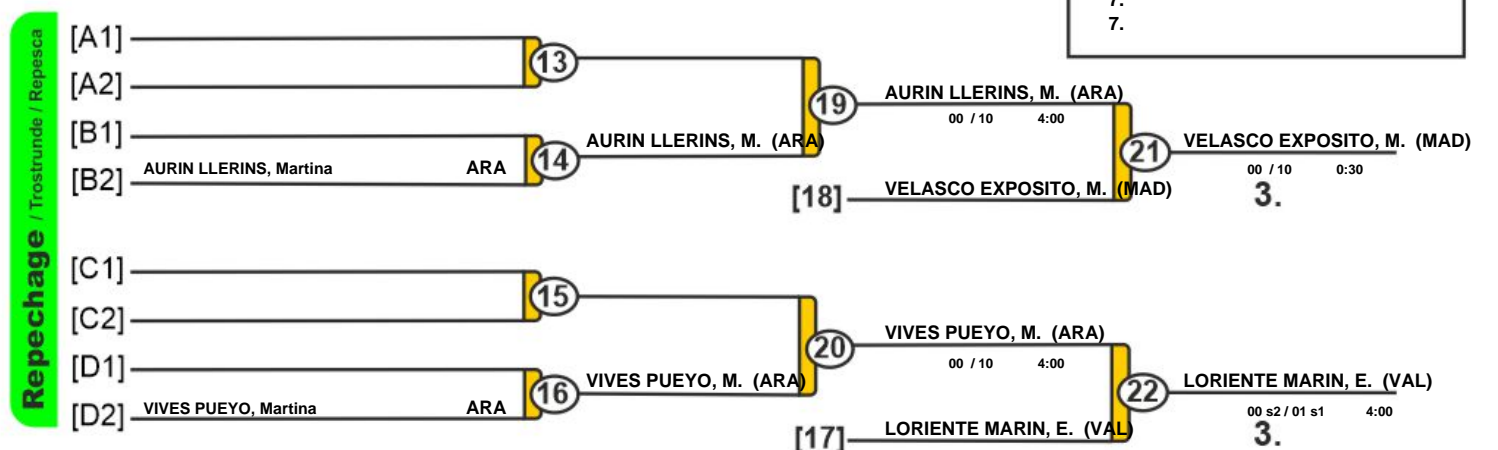 7.
7.
Repechage / Trostrunde / Repesca
[A1]
13
[A2]
19
AURIN LLERINS, M. (ARA)
00 / 10 4:00
[B1]
AURIN LLERINS, M. (ARA)
14
21
VELASCO EXPOSITO, M. (MAD)
00 / 10 0:30
3.
[B2] AURIN LLERINS, Martina ARA
[18] VELASCO EXPOSITO, M. (MAD)
[C1]
15
[C2]
20
VIVES PUEYO, M. (ARA)
00 / 10 4:00
[D1]
VIVES PUEYO, M. (ARA)
16
22
LORIENTE MARIN, E. (VAL)
00 s2 / 01 s1 4:00
3.
[D2] VIVES PUEYO, Martina ARA
[17] LORIENTE MARIN, E. (VAL)